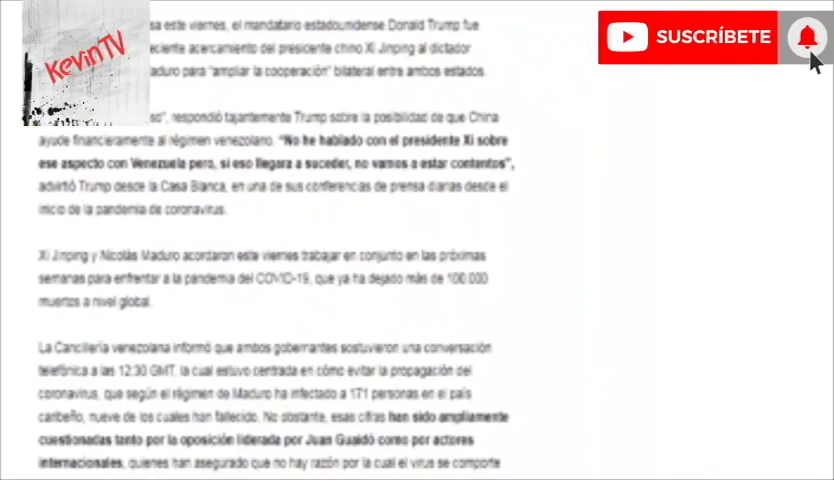 KevinTV
SUSCRÍBETE
sa este viernes, el mandatario estadounidense Donald Trump fue
eciente acercamiento del presidente chino Xi Jinping al dictador
aduro para "ampliar la cooperación" bilateral entre ambos estados.
so", respondió tajantemente Trump sobre la posibilidad de que China
ayude financieramente al régimen venezolano. "No he hablado con el presidente Xi sobre
ese aspecto con Venezuela pero, si eso llegara a suceder, no vamos a estar contentos",
advirtió Trump desde la Casa Blanca, en una de sus conferencias de prensa diarias desde el
inicio de la pandemia de coronavirus.
Xi Jinping y Nicolás Maduro acordaron este viernes trabajar en conjunto en las próximas
semanas para enfrentar a la pandemia del COVID-19, que ya ha dejado más de 100.000
muertos a nivel global.
La Cancillería venezolana informó que ambos gobernantes sostuvieron una conversación
telefónica a las 12:30 GMT, la cual estuvo centrada en cómo evitar la propagación del
coronavirus, que según el régimen de Maduro ha infectado a 171 personas en el país
caribeño, nueve de los cuales han fallecido. No obstante, esas cifras han sido ampliamente
cuestionadas tanto por la oposición liderada por Juan Guaidó como por actores
internacionales, quienes han asegurado que no hay razón por la cual el virus se comporte